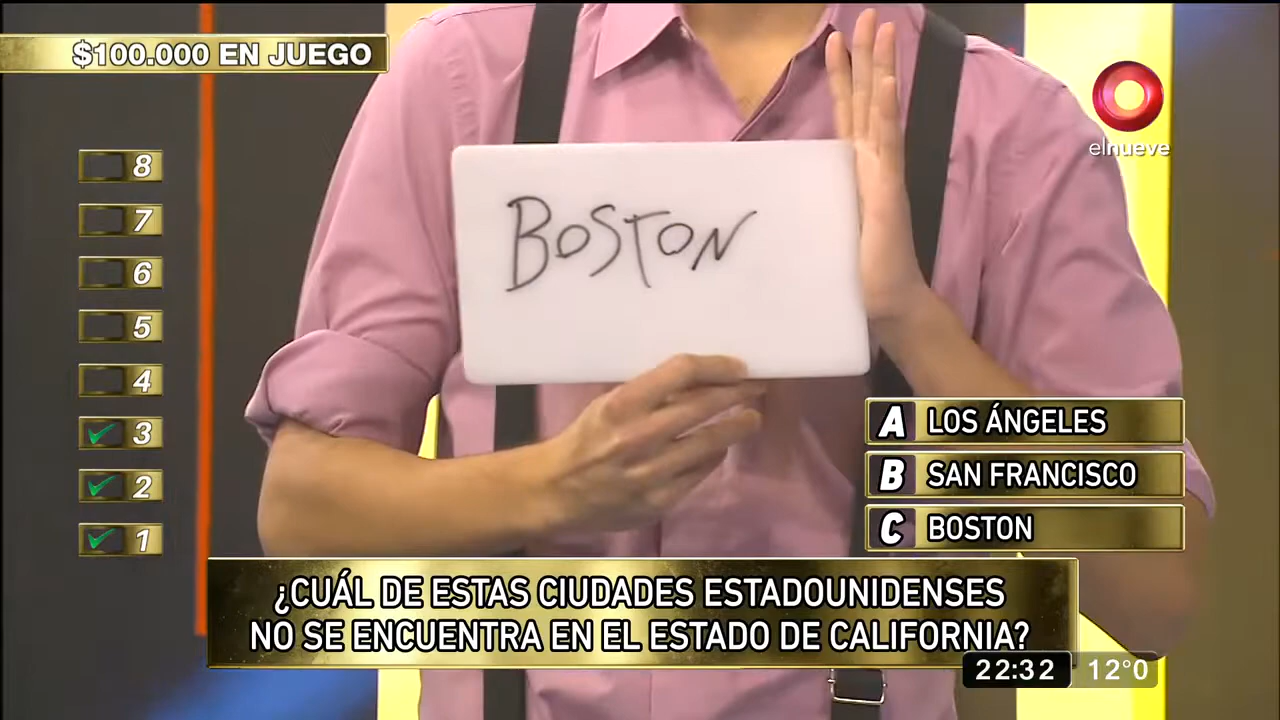 $100.000 EN JUEGO
elnueve
BOSTON
8
7
6
5
4
3
2
1
A LOS ÁNGELES
B SAN FRANCISCO
C BOSTON
¿CUÁL DE ESTAS CIUDADES ESTADOUNIDENSES
NO SE ENCUENTRA EN EL ESTADO DE CALIFORNIA?
22:32 12°0